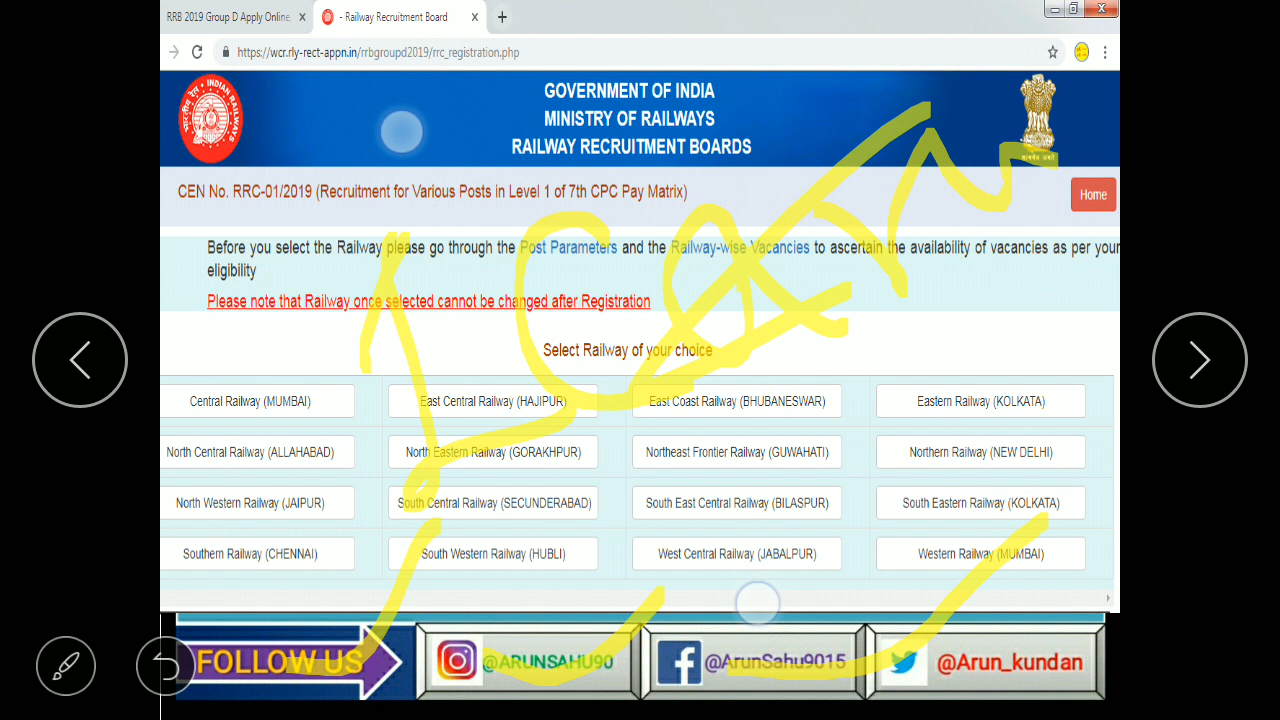 RRB 2019 Group D Apply Online
- Railway Recruitment Board
https://wcr.rly-rect-appn.in/rrbgroupd2019/rrc_registration.php
INDIAN RAILWAYS
भारतीय रेल
GOVERNMENT OF INDIA
MINISTRY OF RAILWAYS
RAILWAY RECRUITMENT BOARDS
सत्यमेव जयते
CEN No. RRC-01/2019 (Recruitment for Various Posts in Level 1 of 7th CPC Pay Matrix)
Home
Before you select the Railway please go through the Post Parameters and the Railway-wise Vacancies to ascertain the availability of vacancies as per your
eligibility
Please note that Railway once selected cannot be changed after Registration
Select Railway of your choice
Central Railway (MUMBAI) East Central Railway (HAJIPUR) East Coast Railway (BHUBANESWAR) Eastern Railway (KOLKATA)
North Central Railway (ALLAHABAD) North Eastern Railway (GORAKHPUR) Northeast Frontier Railway (GUWAHATI) Northern Railway (NEW DELHI)
North Western Railway (JAIPUR) South Central Railway (SECUNDERABAD) South East Central Railway (BILASPUR) South Eastern Railway (KOLKATA)
Southern Railway (CHENNAI) South Western Railway (HUBLI) West Central Railway (JABALPUR) Western Railway (MUMBAI)
FOLLOW US @ARUNSAHU90 @ArunSahu9015 @Arun_kundan